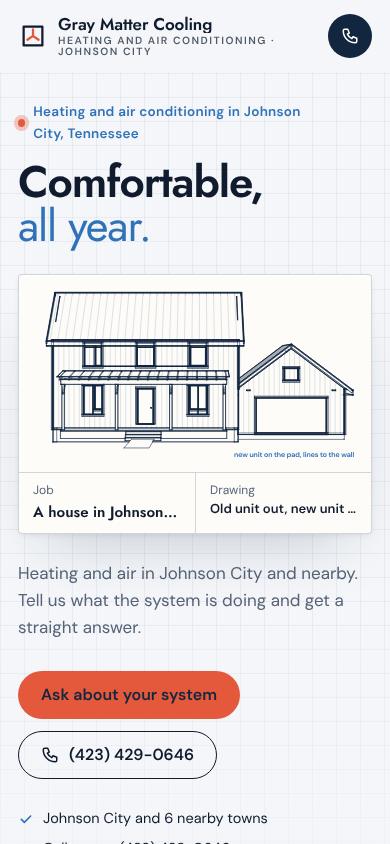 Gray Matter Cooling
HEATING AND AIR CONDITIONING ·
JOHNSON CITY
Heating and air conditioning in Johnson
City, Tennessee
Comfortable,
all year.
new unit on the pad, lines to the wall
Job
A house in Johnson...
Drawing
Old unit out, new unit ...
Heating and air in Johnson City and nearby.
Tell us what the system is doing and get a
straight answer.
Ask about your system
(423) 429-0646
Johnson City and 6 nearby towns